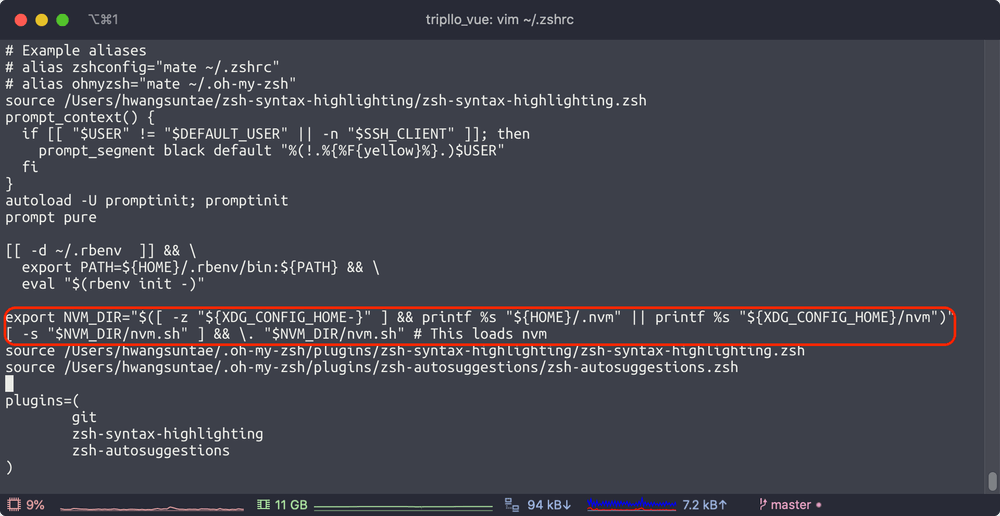 ⌥⌘1
tripllo_vue: vim ~/.zshrc
# Example aliases
# alias zshconfig="mate ~/.zshrc"
# alias ohmyzsh="mate ~/.oh-my-zsh"
source /Users/hwangsuntae/zsh-syntax-highlighting/zsh-syntax-highlighting.zsh
prompt_context() {
  if [[ "$USER" != "$DEFAULT_USER" || -n "$SSH_CLIENT" ]]; then
    prompt_segment black default "%(!.%{%F{yellow}%}.)$USER"
  fi
}
autoload -U promptinit; promptinit
prompt pure
[[ -d ~/.rbenv  ]] && \
  export PATH=${HOME}/.rbenv/bin:${PATH} && \
  eval "$(rbenv init -)"
export NVM_DIR="$([ -z "${XDG_CONFIG_HOME-}" ] && printf %s "${HOME}/.nvm" || printf %s "${XDG_CONFIG_HOME}/nvm")"
[ -s "$NVM_DIR/nvm.sh" ] && \. "$NVM_DIR/nvm.sh" # This loads nvm
source /Users/hwangsuntae/.oh-my-zsh/plugins/zsh-syntax-highlighting/zsh-syntax-highlighting.zsh
source /Users/hwangsuntae/.oh-my-zsh/plugins/zsh-autosuggestions/zsh-autosuggestions.zsh
plugins=(
        git
        zsh-syntax-highlighting
        zsh-autosuggestions
)
9% 11 GB 94 kB↓ 7.2 kB↑ master